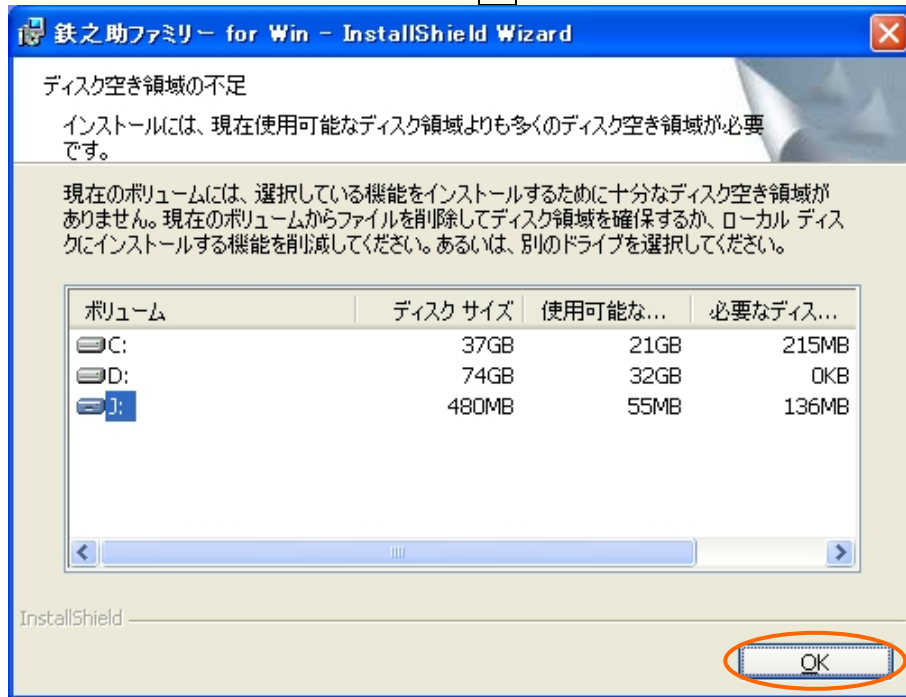 鉄之助ファミリー for Win - InstallShield Wizard
ディスク空き領域の不足
インストールには、現在使用可能なディスク領域よりも多くのディスク空き領域が必要
です。
現在のボリュームには、選択している機能をインストールするために十分なディスク空き領域が
ありません。現在のボリュームからファイルを削除してディスク領域を確保するか、ローカル ディス
クにインストールする機能を削減してください。あるいは、別のドライブを選択してください。
ボリューム ディスク サイズ 使用可能な... 必要なディス...
C: 37GB 21GB 215MB
D: 74GB 32GB 0KB
J: 480MB 55MB 136MB
InstallShield
OK